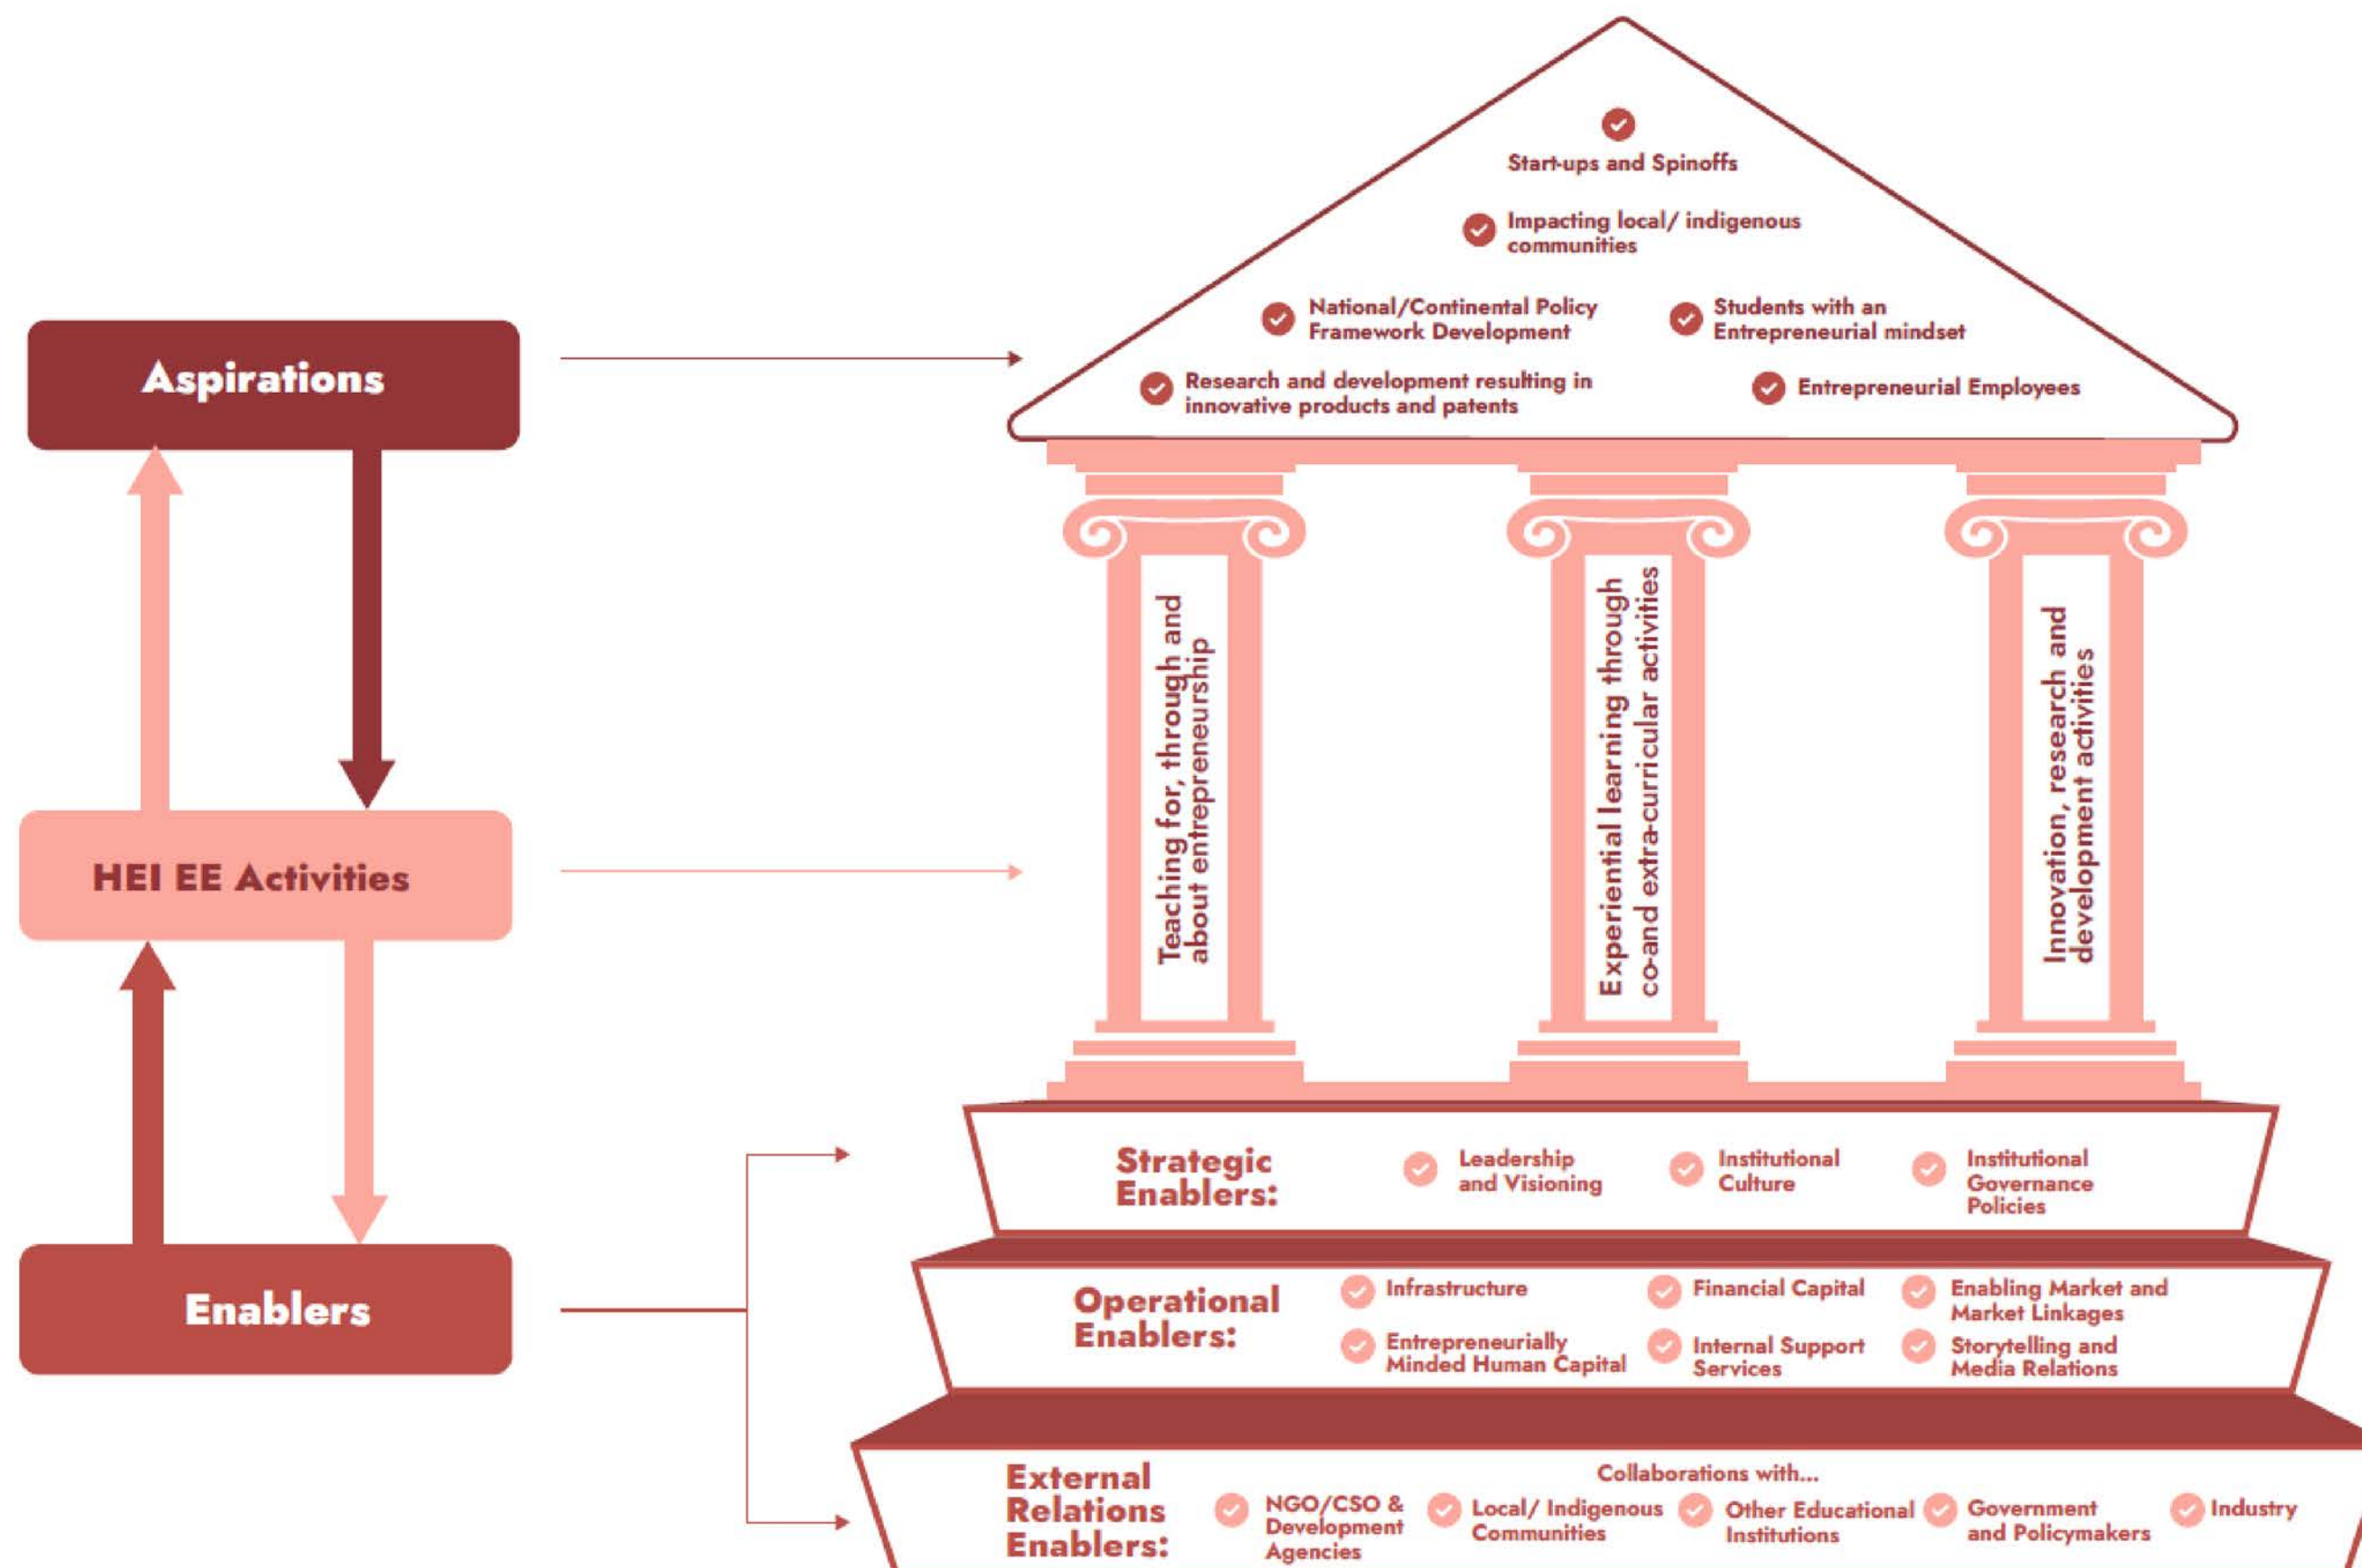 Start-ups and Spinoffs
Impacting local/ indigenous
communities
National/Continental Policy
Framework Development
Students with an
Entrepreneurial mindset
Research and development resulting in
innovative products and patents
Entrepreneurial Employees
Aspirations
HEI EE Activities
Enablers
Teaching for, through and
about entrepreneurship
Experiential learning through
co-and extra-curricular activities
Innovation, research and
development activities
Strategic
Enablers:
Leadership
and Visioning
Institutional
Culture
Institutional
Governance
Policies
Operational
Enablers:
Infrastructure
Financial Capital
Enabling Market and
Market Linkages
Entrepreneurially
Minded Human Capital
Internal Support
Services
Storytelling and
Media Relations
External
Relations
Enablers:
Collaborations with...
NGO/CSO &
Development
Agencies
Local/ Indigenous
Communities
Other Educational
Institutions
Government
and Policymakers
Industry